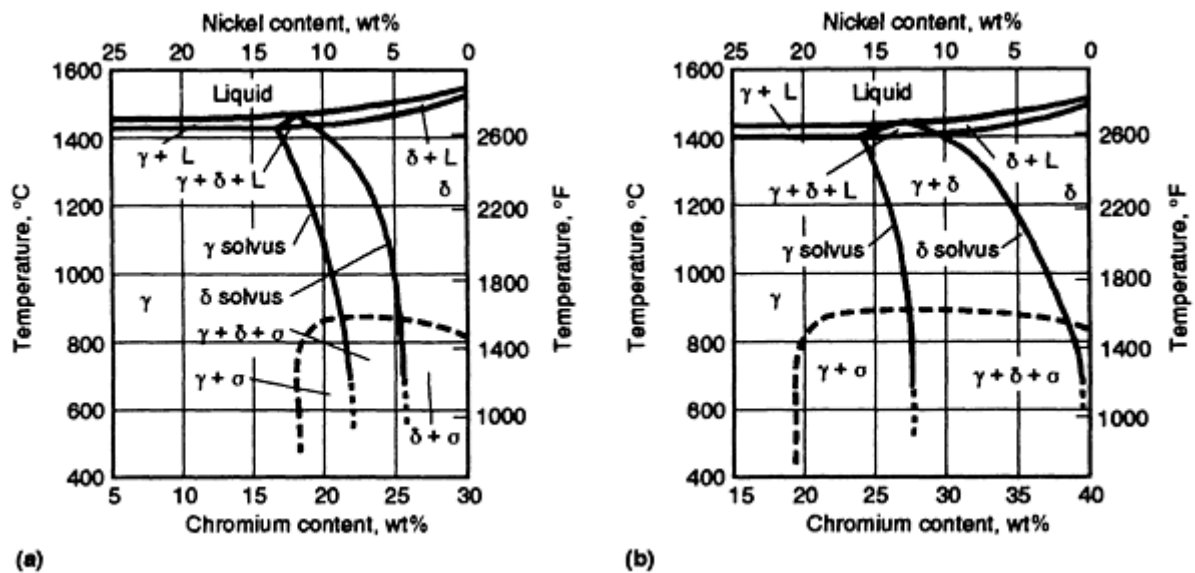 Nickel content, wt%
25 20 15 10 5 0
1600
1400
1200
1000
800
600
400
Temperature, °C
Liquid
γ + L
γ + δ + L
δ + L
δ
γ solvus
δ solvus
γ
γ + δ + σ
γ + σ
δ + σ
2600
2200
1800
1400
1000
Temperature, °F
5 10 15 20 25 30
Chromium content, wt%
(a)
Nickel content, wt%
25 20 15 10 5 0
1600
1400
1200
1000
800
600
400
Temperature, °C
γ + L
Liquid
δ + L
γ + δ + L
γ + δ
δ
γ solvus
δ solvus
γ
γ + σ
γ + δ + σ
2600
2200
1800
1400
1000
Temperature, °F
15 20 25 30 35 40
Chromium content, wt%
(b)